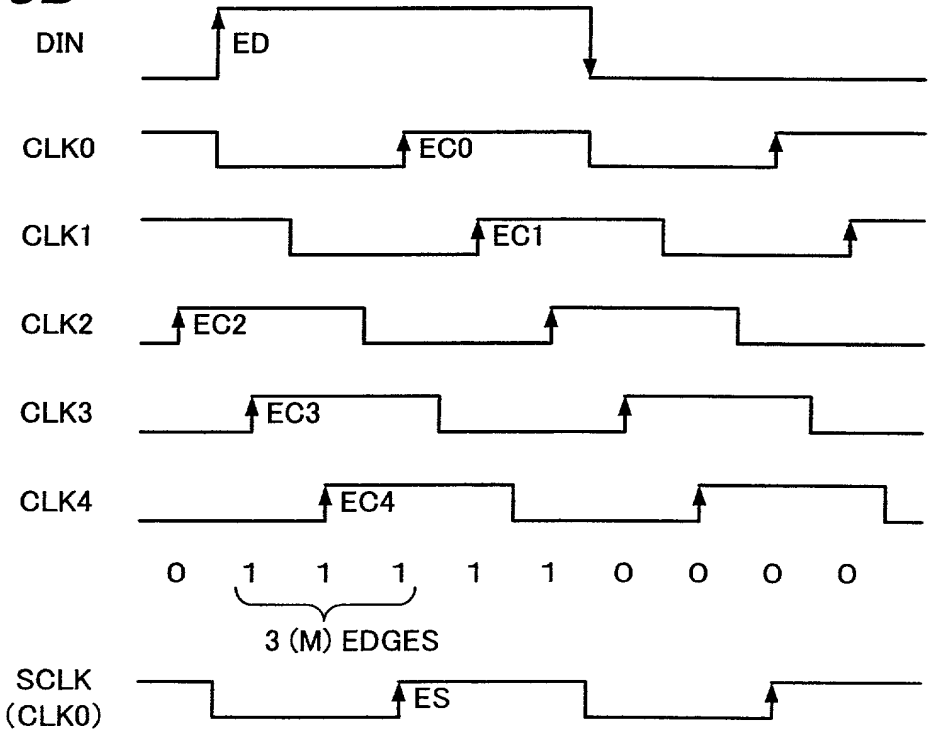 DIN ED
CLK0 EC0
CLK1 EC1
CLK2 EC2
CLK3 EC3
CLK4 EC4
0 1 1 1 1 1 0 0 0 0
3 (M) EDGES
SCLK
(CLK0) ES